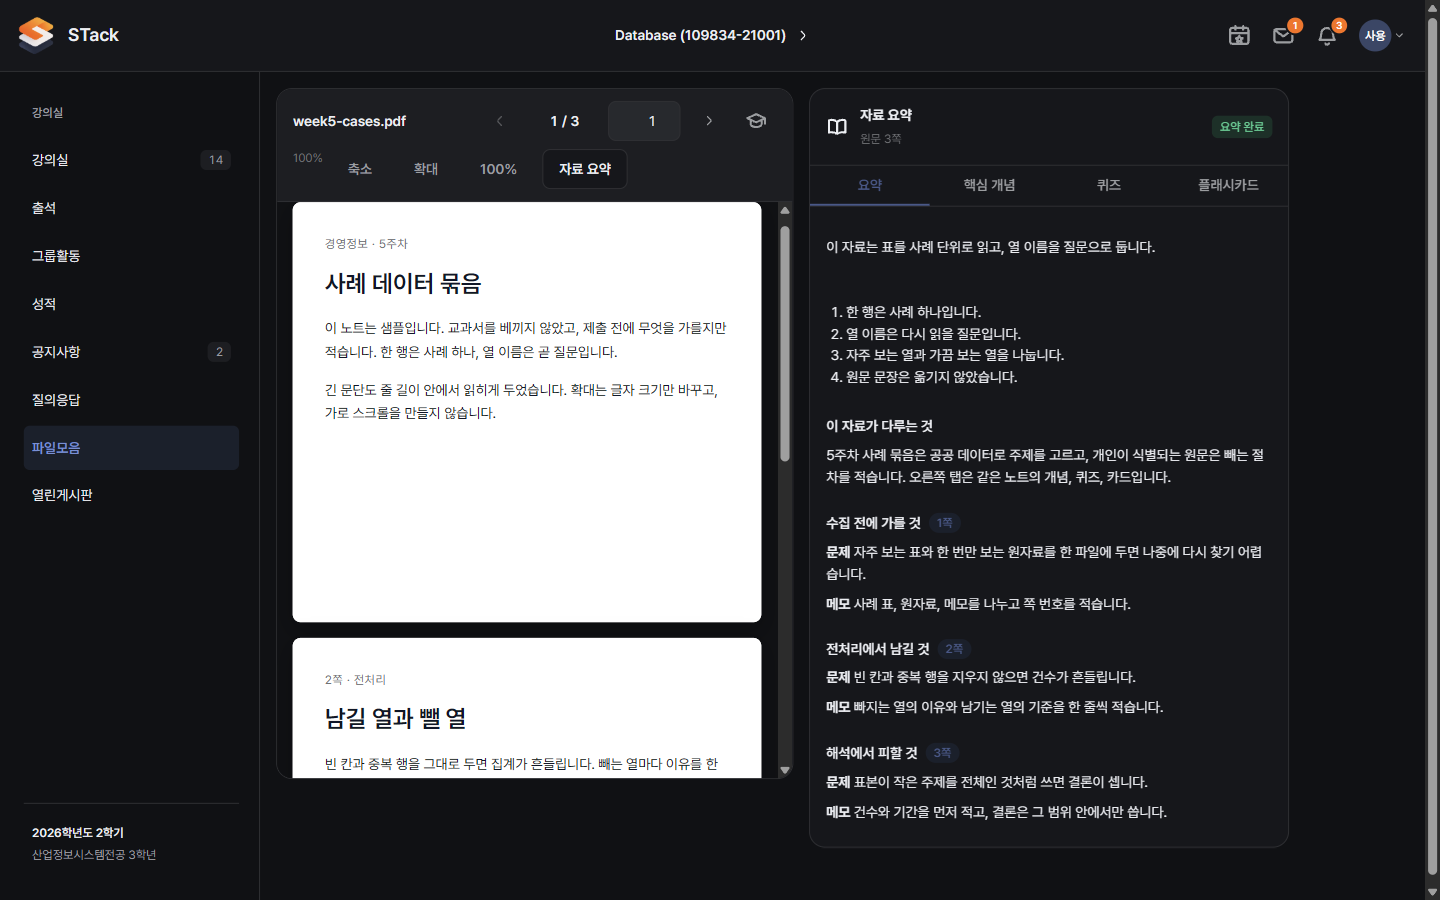 STack
Database (109834-21001)
1
3
사용
강의실
강의실
14
출석
그룹활동
성적
공지사항
2
질의응답
파일모음
열린게시판
2026학년도 2학기
산업정보시스템전공 3학년
week5-cases.pdf
1 / 3
1
100%
축소
확대
100%
자료 요약
경영정보 · 5주차
사례 데이터 묶음
이 노트는 샘플입니다. 교과서를 베끼지 않았고, 제출 전에 무엇을 가를지만
적습니다. 한 행은 사례 하나, 열 이름은 곧 질문입니다.
긴 문단도 줄 길이 안에서 읽히게 두었습니다. 확대는 글자 크기만 바꾸고,
가로 스크롤을 만들지 않습니다.
2쪽 · 전처리
남길 열과 뺄 열
빈 칸과 중복 행을 그대로 두면 집계가 흔들립니다. 빼는 열마다 이유를 한
자료 요약
원문 3쪽
요약 완료
요약
핵심 개념
퀴즈
플래시카드
이 자료는 표를 사례 단위로 읽고, 열 이름을 질문으로 둡니다.
1. 한 행은 사례 하나입니다.
2. 열 이름은 다시 읽을 질문입니다.
3. 자주 보는 열과 가끔 보는 열을 나눕니다.
4. 원문 문장은 옮기지 않았습니다.
이 자료가 다루는 것
5주차 사례 묶음은 공공 데이터로 주제를 고르고, 개인이 식별되는 원문은 빼는 절
차를 적습니다. 오른쪽 탭은 같은 노트의 개념, 퀴즈, 카드입니다.
수집 전에 가를 것 1쪽
문제 자주 보는 표와 한 번만 보는 원자료를 한 파일에 두면 나중에 다시 찾기 어렵
습니다.
메모 사례 표, 원자료, 메모를 나누고 쪽 번호를 적습니다.
전처리에서 남길 것 2쪽
문제 빈 칸과 중복 행을 지우지 않으면 건수가 흔들립니다.
메모 빠지는 열의 이유와 남기는 열의 기준을 한 줄씩 적습니다.
해석에서 피할 것 3쪽
문제 표본이 작은 주제를 전체인 것처럼 쓰면 결론이 셉니다.
메모 건수와 기간을 먼저 적고, 결론은 그 범위 안에서만 씁니다.